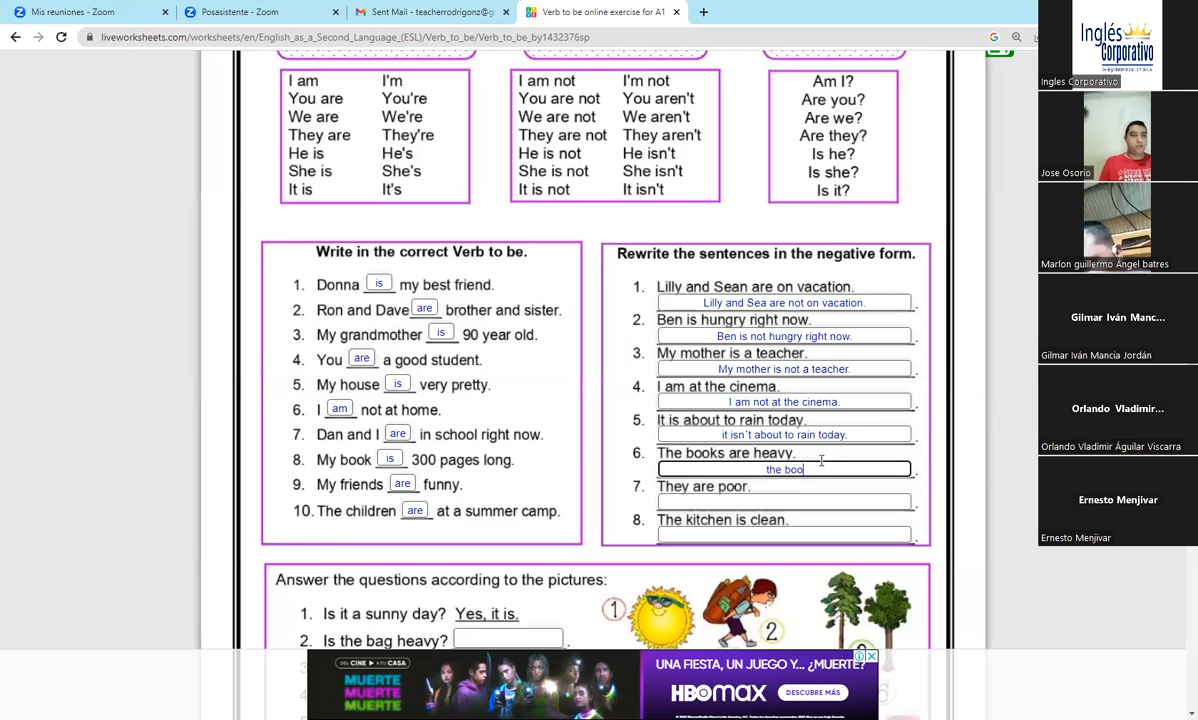 Mis reuniones - Zoom
Posasistente - Zoom
Sent Mail - teacherrodrigonz@g
Verb to be online exercise for A1
liveworksheets.com/worksheets/en/English_as_a_Second_Language_(ESL)/Verb_to_be/Verb_to_be_by1432376sp
I am I'm
You are You're
We are We're
They are They're
He is He's
She is She's
It is It's
I am not I'm not
You are not You aren't
We are not We aren't
They are not They aren't
He is not He isn't
She is not She isn't
It is not It isn't
Am I?
Are you?
Are we?
Are they?
Is he?
Is she?
Is it?
Write in the correct Verb to be.
1. Donna is my best friend.
2. Ron and Dave are brother and sister.
3. My grandmother is 90 year old.
4. You are a good student.
5. My house is very pretty.
6. I am not at home.
7. Dan and I are in school right now.
8. My book is 300 pages long.
9. My friends are funny.
10. The children are at a summer camp.
Rewrite the sentences in the negative form.
1. Lilly and Sean are on vacation.
Lilly and Sea are not on vacation.
2. Ben is hungry right now.
Ben is not hungry right now.
3. My mother is a teacher.
My mother is not a teacher.
4. I am at the cinema.
I am not at the cinema.
5. It is about to rain today.
it isn´t about to rain today.
6. The books are heavy.
the boo
7. They are poor.
8. The kitchen is clean.
Answer the questions according to the pictures:
1. Is it a sunny day? Yes, it is.
2. Is the bag heavy?
1
2
DEL CINE A TU CASA
MUERTE
MUERTE
MUERTE
UNA FIESTA, UN JUEGO Y... ¿MUERTE?
HBOMAX
DESCUBRE MÁS
Inglés
Corporativo
Ingles Corporativo
Jose Osorio
Marlon guillermo Ángel batres
Gilmar Iván Manc...
Gilmar Iván Mancia Jordán
Orlando Vladimir...
Orlando Vladimir Águilar Viscarra
Ernesto Menjivar
Ernesto Menjivar